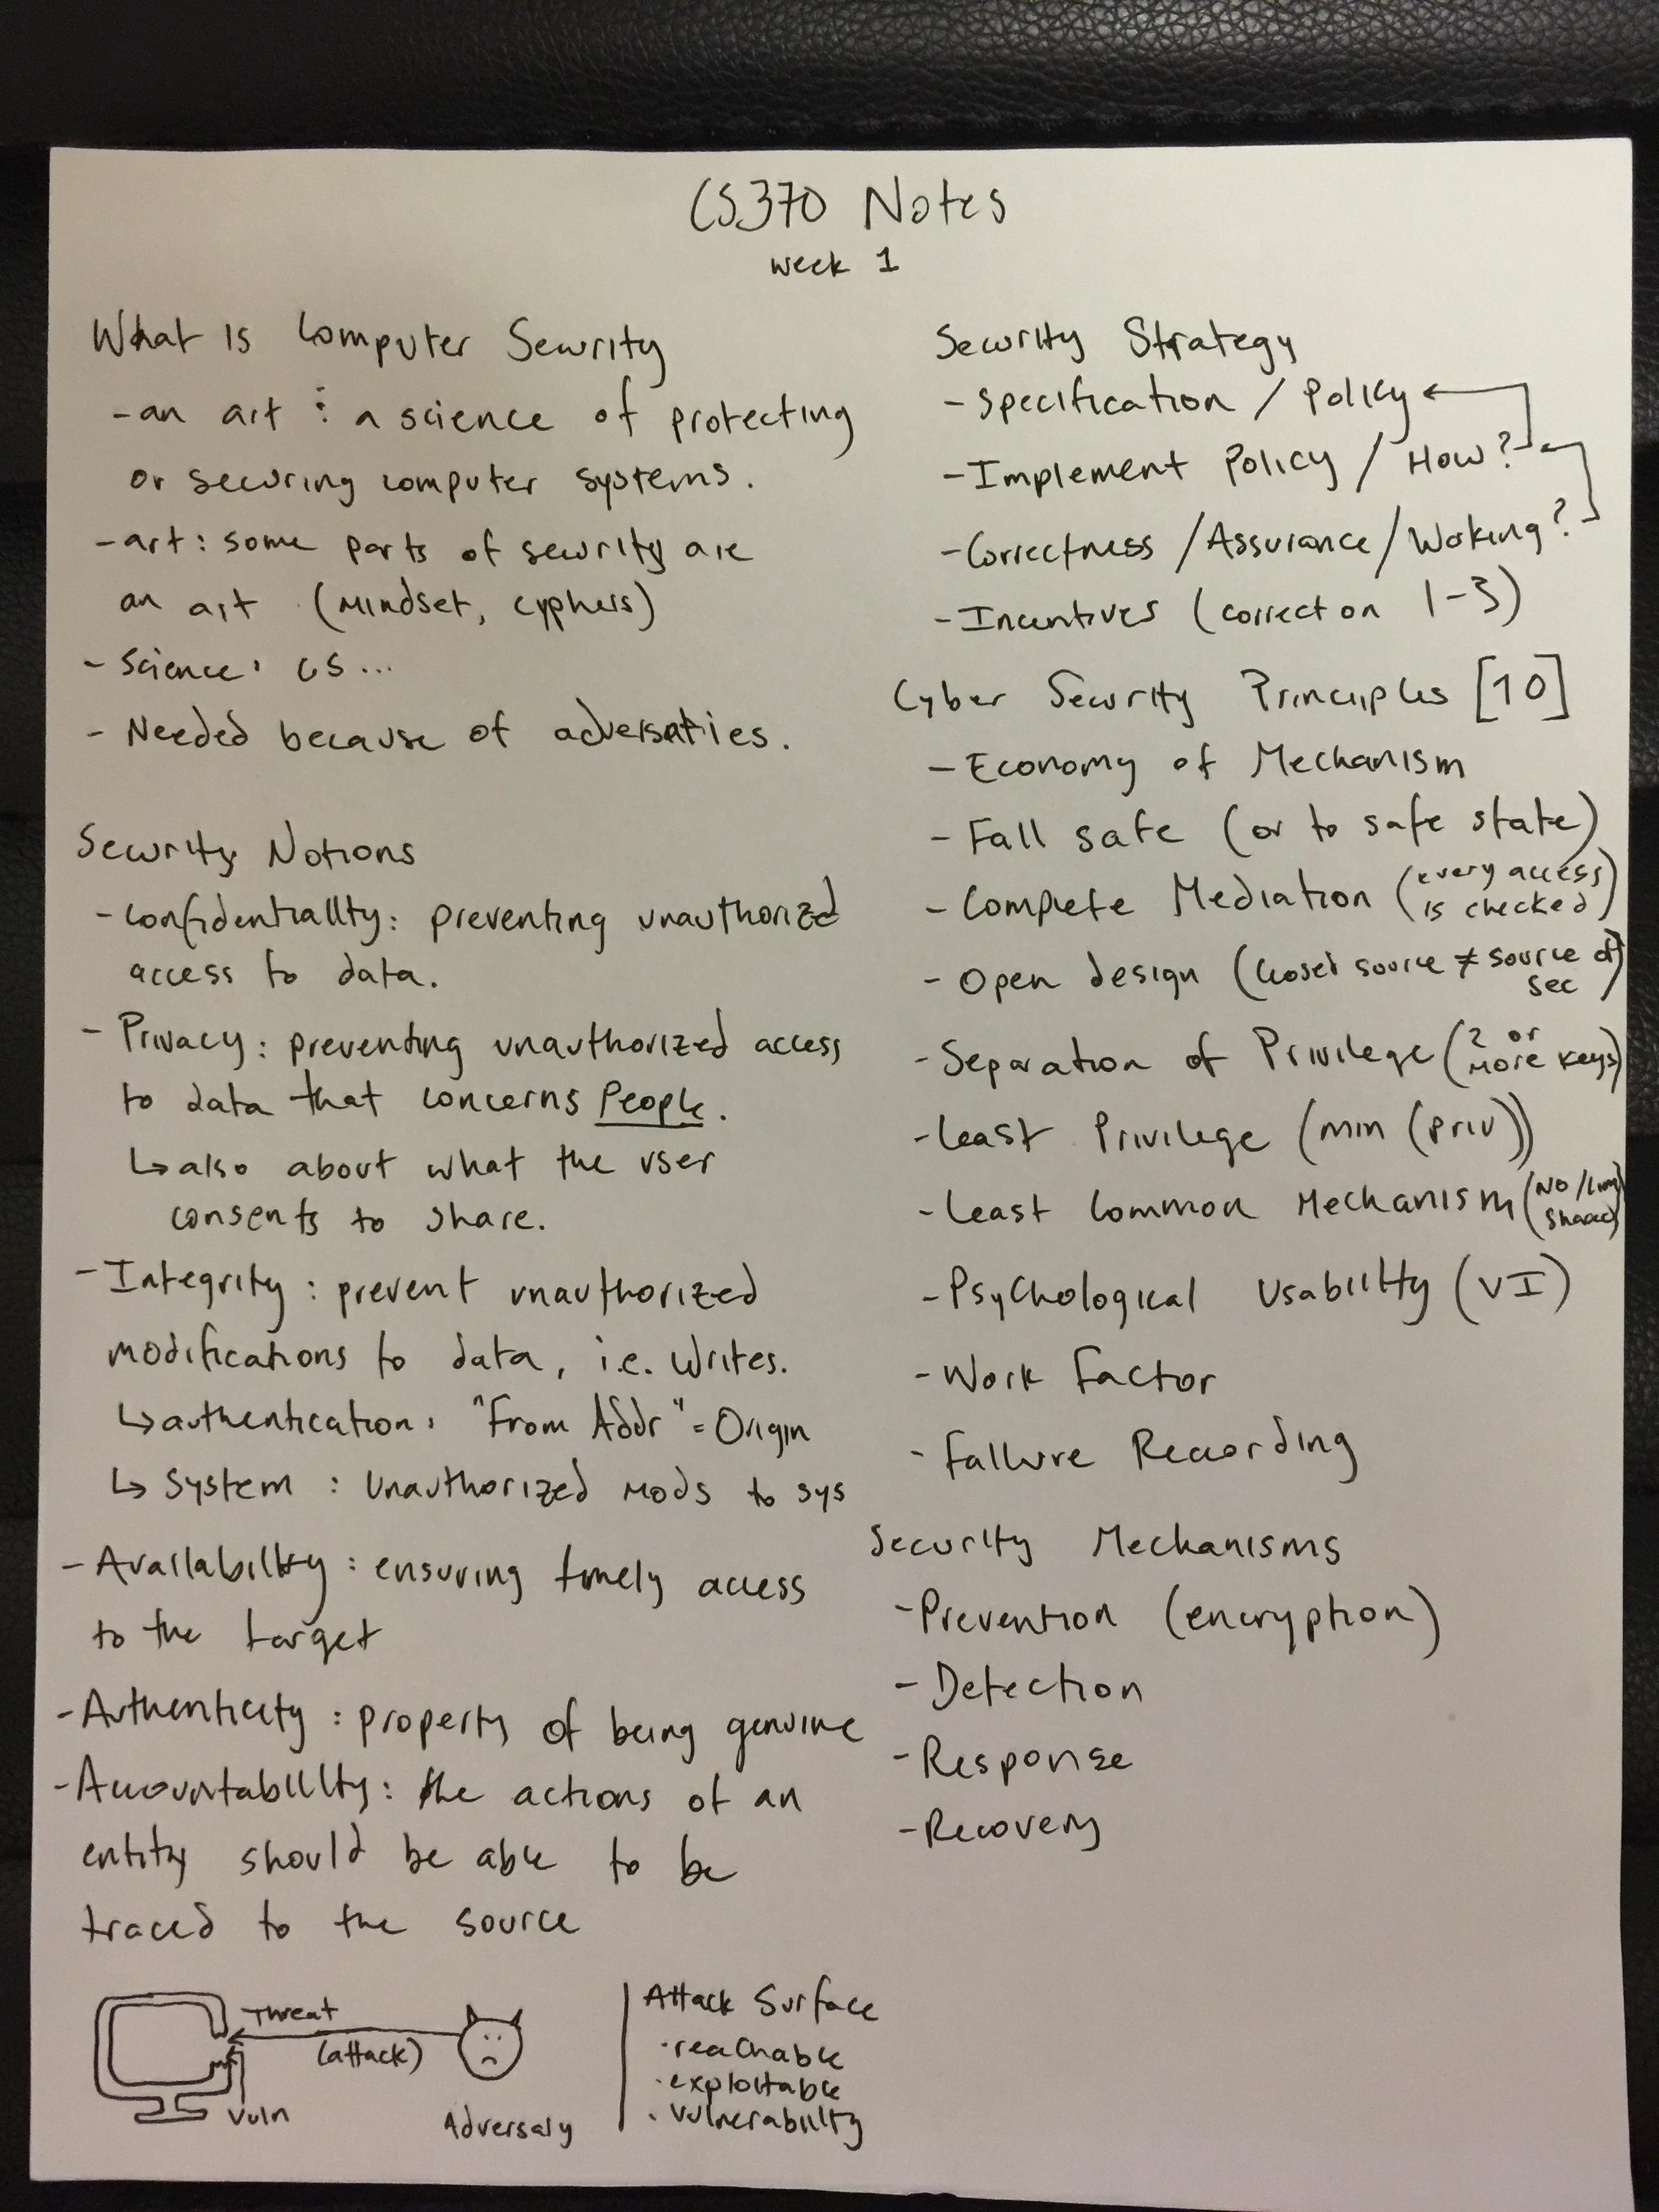 CS370 Notes
Week 1
What Is Computer Security
- an art : a science of protecting
or securing computer systems.
- art: some parts of security are
an art (Mindset, cyphers)
- Science: CS ...
- Needed because of adversaties.
Security Notions
- Confidentiality: preventing unauthorized
access to data.
- Privacy: preventing unauthorized access
to data that concerns People.
↳ also about what the user
consents to share.
- Integrity: prevent unauthorized
modifications to data, i.e. writes.
↳ authentication: "From Addr" = Origin
↳ System: Unauthorized mods to sys
- Availability: ensuring timely access
to the target
- Authenticity: property of being genuine
- Accountability: the actions of an
entity should be able to be
traced to the source
Threat
(attack)
Vuln
Adversary
Attack Surface
· reachable
· exploitable
· vulnerability
Security Strategy
- Specification / Policy
- Implement Policy / How?
- Correctness / Assurance / Woking?
- Incentives (correct on 1-3)
Cyber Security Principles [10]
- Economy of Mechanism
- Fail safe (or to safe state)
- Complete Mediation (every access
is checked)
- Open design (closed source ≠ source of
sec)
- Separation of Privilege (2 or
more keys)
- Least Privilege (min (priv))
- Least Common Mechanism (No/Lim
shared)
- Psychological Usability (UI)
- Work Factor
- Failure Recording
Security Mechanisms
- Prevention (encryption)
- Detection
- Response
- Recovery